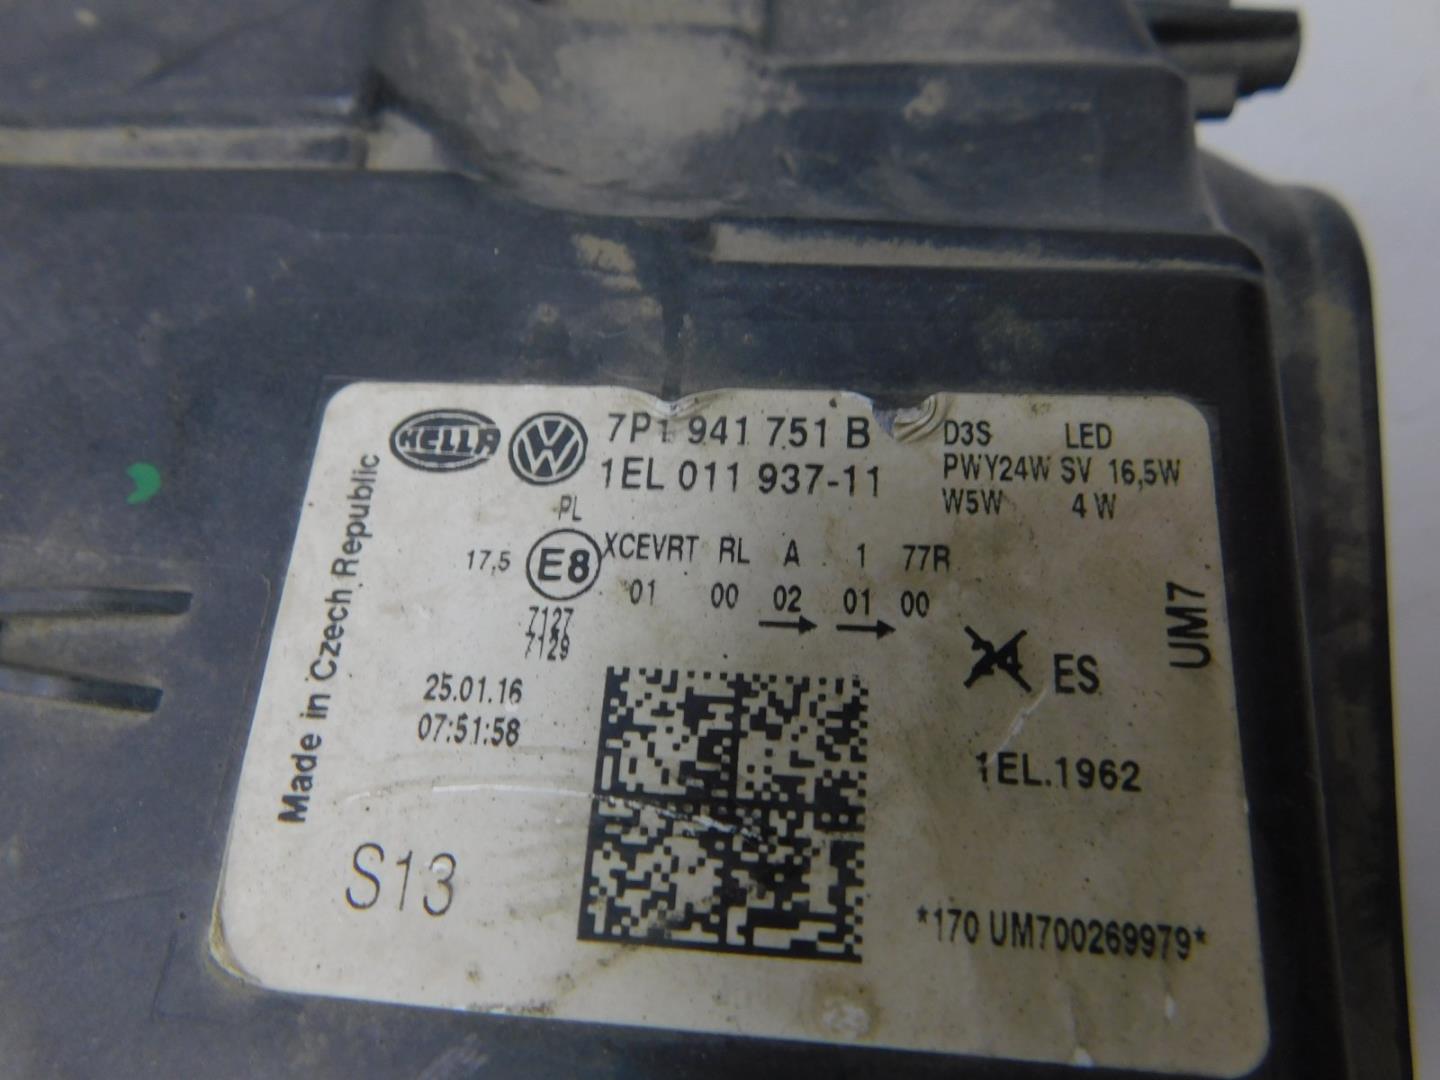 HELLA
7P1 941 751 B
1EL 011 937-11
D3S LED
PWY24W SV 16,5W
W5W 4W
PL
17,5 E8 XCEVRT RL A 1 77R
01 00 02 01 00
7127
7129
25.01.16
07:51:58
Made in Czech Republic
S13
ES
UM7
1EL.1962
*170 UM700269979*